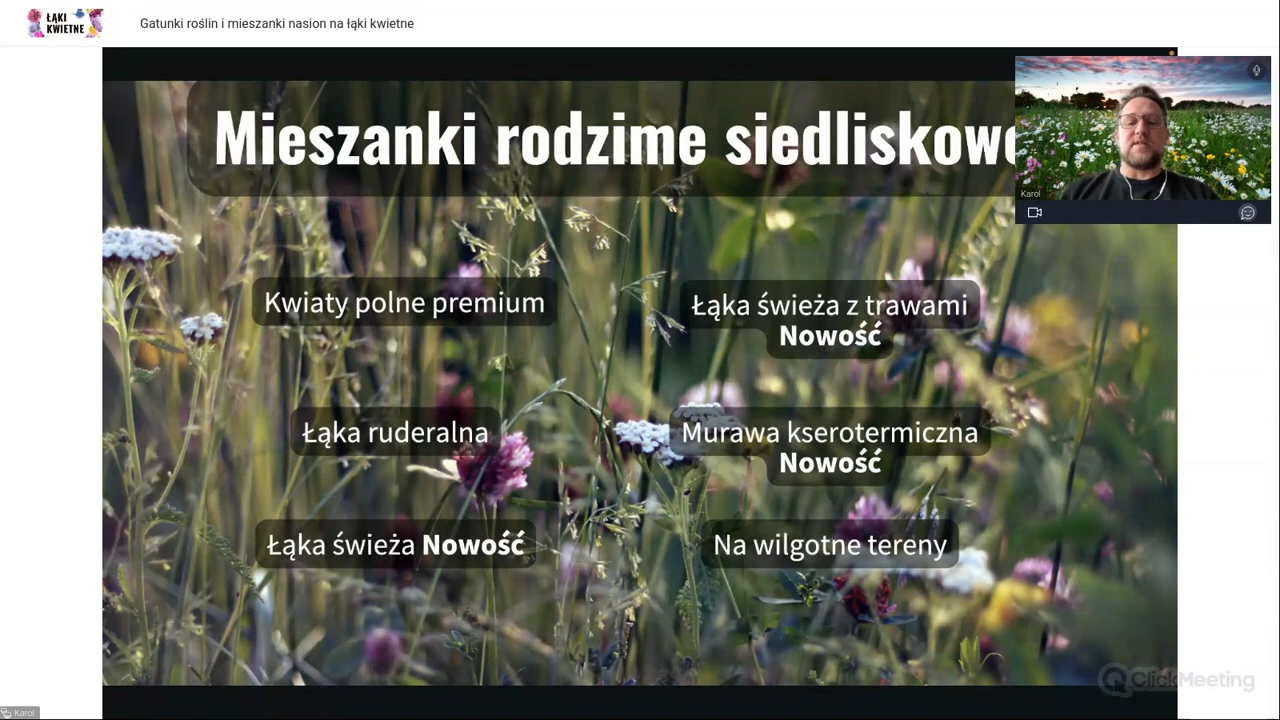 ŁĄKI
KWIETNE
Gatunki roślin i mieszanki nasion na łąki kwietne
Mieszanki rodzime siedliskowe
Karol
Kwiaty polne premium
Łąka świeża z trawami
Nowość
Łąka ruderalna
Murawa kserotermiczna
Nowość
Łąka świeża Nowość
Na wilgotne tereny
ClickMeeting
Karol